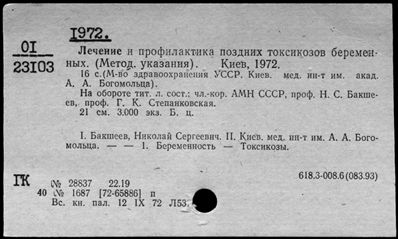 1972.
01
23103
Лечение и профилактика поздних токсикозов беремен-
ных. (Метод. указания). Киев, 1972.
16 с. (М-во здравоохранения УССР. Киев. мед. ин-т им. акад.
А. А. Богомольца).
На обороте тит. л. сост.: чл.-кор. АМН СССР, проф. Н. С. Бакше-
ев, проф. Г. К. Степанковская.
21 см. 3.000 экз. Б. ц.
I. Бакшеев, Николай Сергеевич. II. Киев. мед. ин-т им. А. А. Бого-
мольца. — — 1. Беременность — Токсикозы.
618.3-008.6(083.93)
ГК № 28837 22.19
40 № 1687 [72-65886] п
Вс. кн. пал. 12 IX 72 Л53